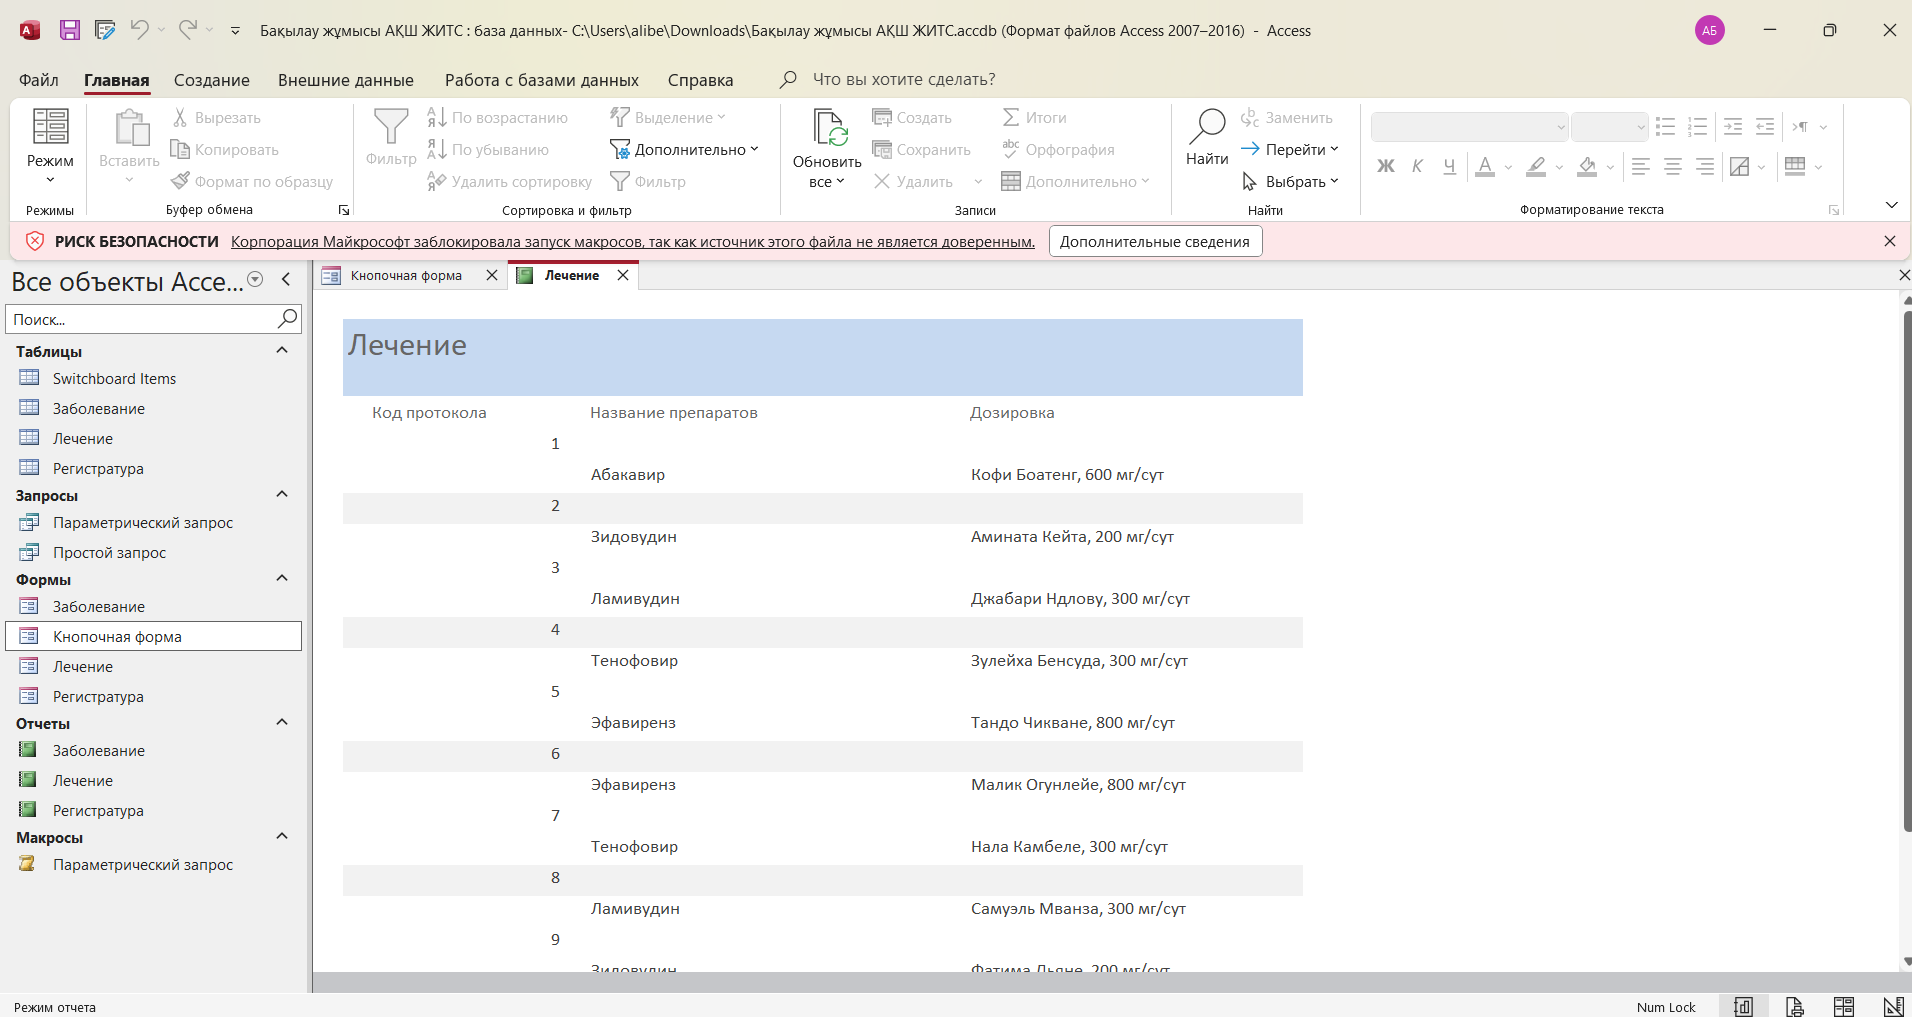 Бақылау жұмысы АҚШ ЖИТС : база данных- C:\Users\alibe\Downloads\Бақылау жұмысы АҚШ ЖИТС.accdb (Формат файлов Access 2007–2016) - Access
АБ
Файл Главная Создание Внешние данные Работа с базами данных Справка Что вы хотите сделать?
Режим
Режимы
Вставить
Вырезать
Копировать
Формат по образцу
Буфер обмена
Фильтр
По возрастанию
По убыванию
Удалить сортировку
Выделение
Дополнительно
Фильтр
Сортировка и фильтр
Обновить
все
Создать
Сохранить
Удалить
Итоги
Орфография
Дополнительно
Записи
Найти
Заменить
Перейти
Выбрать
Найти
Ж К Ч
Форматирование текста
РИСК БЕЗОПАСНОСТИ Корпорация Майкрософт заблокировала запуск макросов, так как источник этого файла не является доверенным. Дополнительные сведения
Все объекты Acce...
Поиск...
Таблицы
Switchboard Items
Заболевание
Лечение
Регистратура
Запросы
Параметрический запрос
Простой запрос
Формы
Заболевание
Кнопочная форма
Лечение
Регистратура
Отчеты
Заболевание
Лечение
Регистратура
Макросы
Параметрический запрос
Кнопочная форма Лечение
Лечение
Код протокола Название препаратов Дозировка
1
Абакавир Кофи Боатенг, 600 мг/сут
2
Зидовудин Амината Кейта, 200 мг/сут
3
Ламивудин Джабари Ндлову, 300 мг/сут
4
Тенофовир Зулейха Бенсуда, 300 мг/сут
5
Эфавиренз Тандо Чикване, 800 мг/сут
6
Эфавиренз Малик Огунлейе, 800 мг/сут
7
Тенофовир Нала Камбеле, 300 мг/сут
8
Ламивудин Самуэль Мванза, 300 мг/сут
9
Зидовудин Фатима Дьяне, 200 мг/сут
Режим отчета
Num Lock